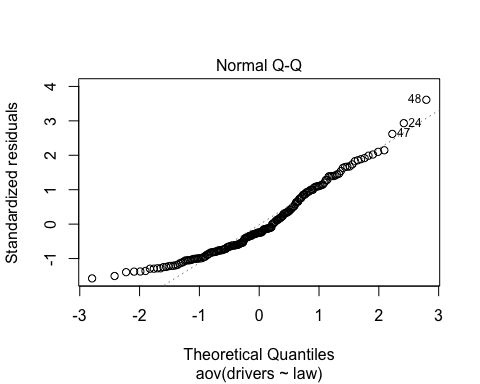 Normal Q-Q
Standardized residuals
4
3
2
1
0
-1
48
24
47
-3 -2 -1 0 1 2 3
Theoretical Quantiles
aov(drivers ~ law)